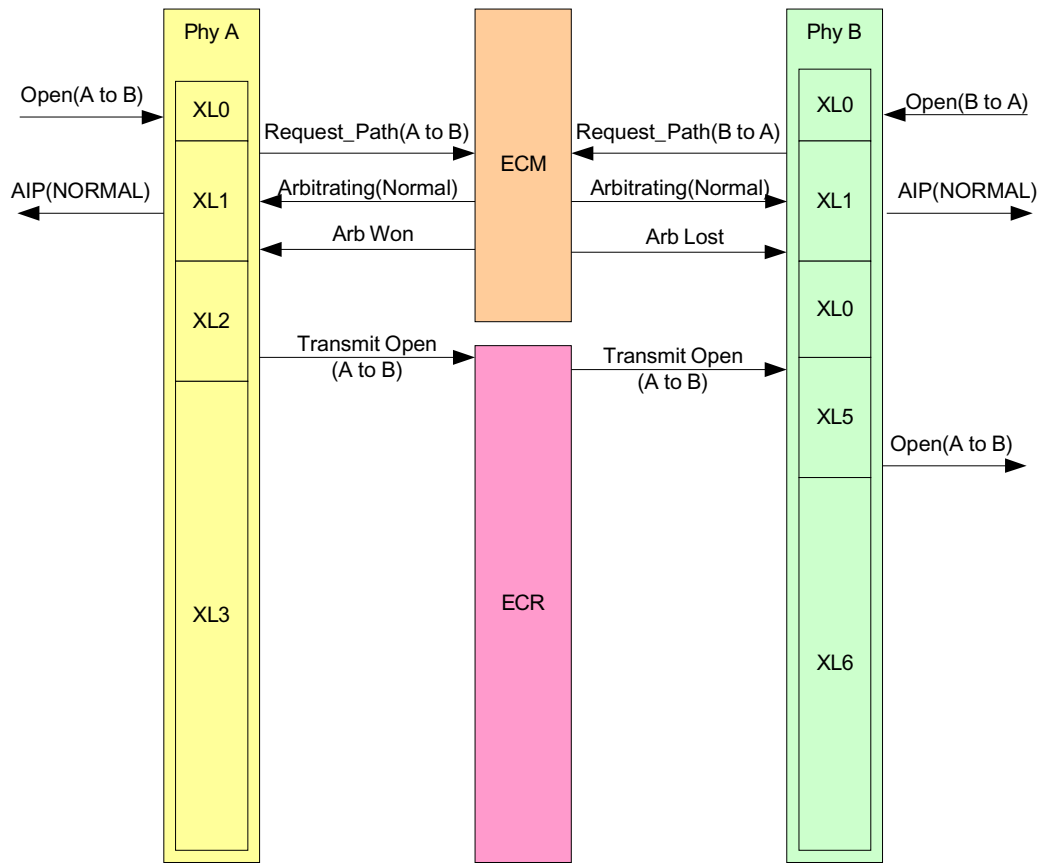 Phy A
Phy B
Open(A to B)
XL0
XL0
Open(B to A)
Request_Path(A to B)
Request_Path(B to A)
ECM
AIP(NORMAL)
XL1
Arbitrating(Normal)
Arbitrating(Normal)
XL1
AIP(NORMAL)
Arb Won
Arb Lost
XL2
XL0
Transmit Open
(A to B)
Transmit Open
(A to B)
XL5
Open(A to B)
XL3
ECR
XL6